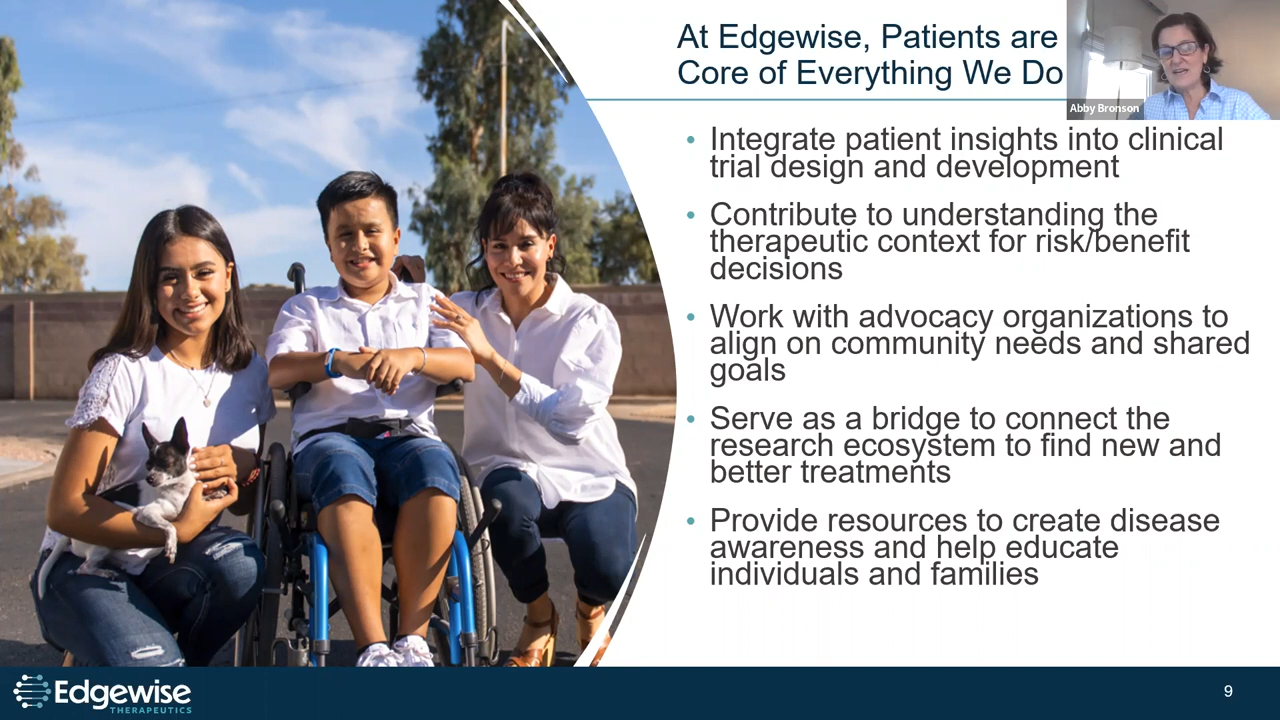 At Edgewise, Patients are
Core of Everything We Do
Abby Bronson
• Integrate patient insights into clinical
trial design and development
• Contribute to understanding the
therapeutic context for risk/benefit
decisions
• Work with advocacy organizations to
align on community needs and shared
goals
• Serve as a bridge to connect the
research ecosystem to find new and
better treatments
• Provide resources to create disease
awareness and help educate
individuals and families
Edgewise
THERAPEUTICS
9